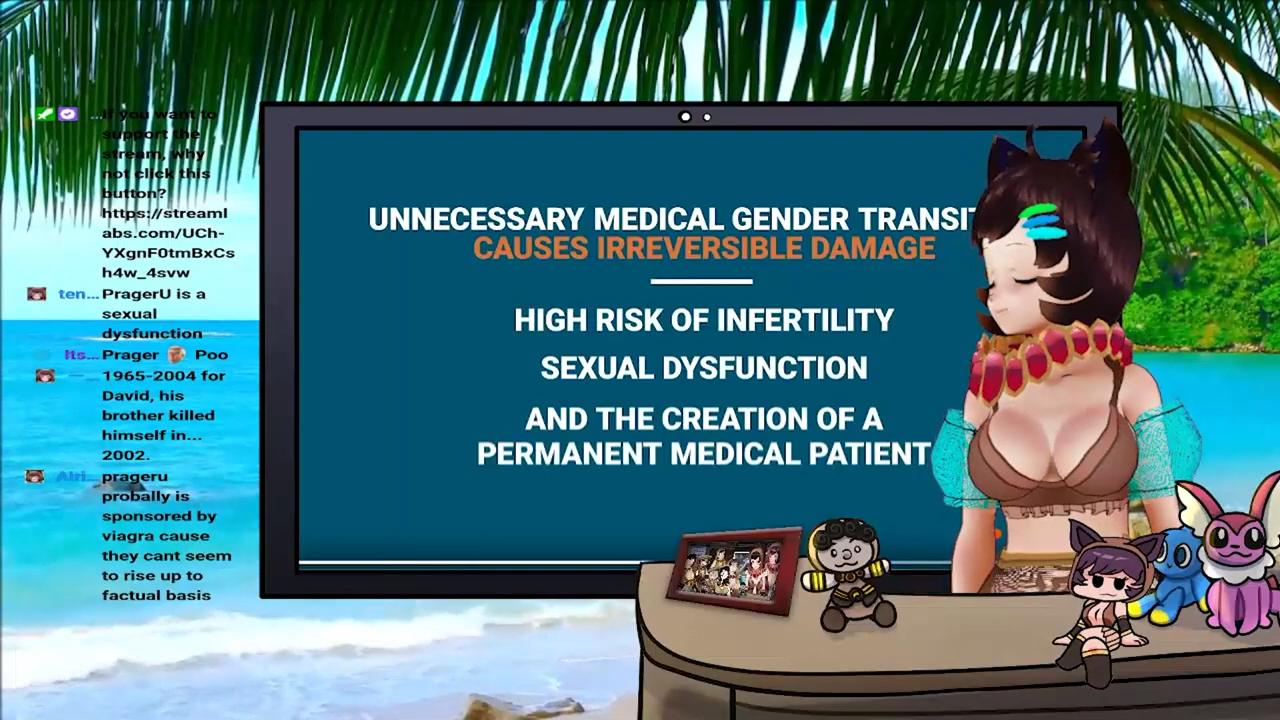 ...If you want to
support the
stream, why
not click this
button?
https://streaml
abs.com/UCh-
YXgnF0tmBxCs
h4w_4svw
ten... PragerU is a
sexual
dysfunction
Its... Prager Poo
1965-2004 for
David, his
brother killed
himself in...
2002.
Alri... prageru
probally is
sponsored by
viagra cause
they cant seem
to rise up to
factual basis
UNNECESSARY MEDICAL GENDER TRANSIT
CAUSES IRREVERSIBLE DAMAGE
HIGH RISK OF INFERTILITY
SEXUAL DYSFUNCTION
AND THE CREATION OF A
PERMANENT MEDICAL PATIENT